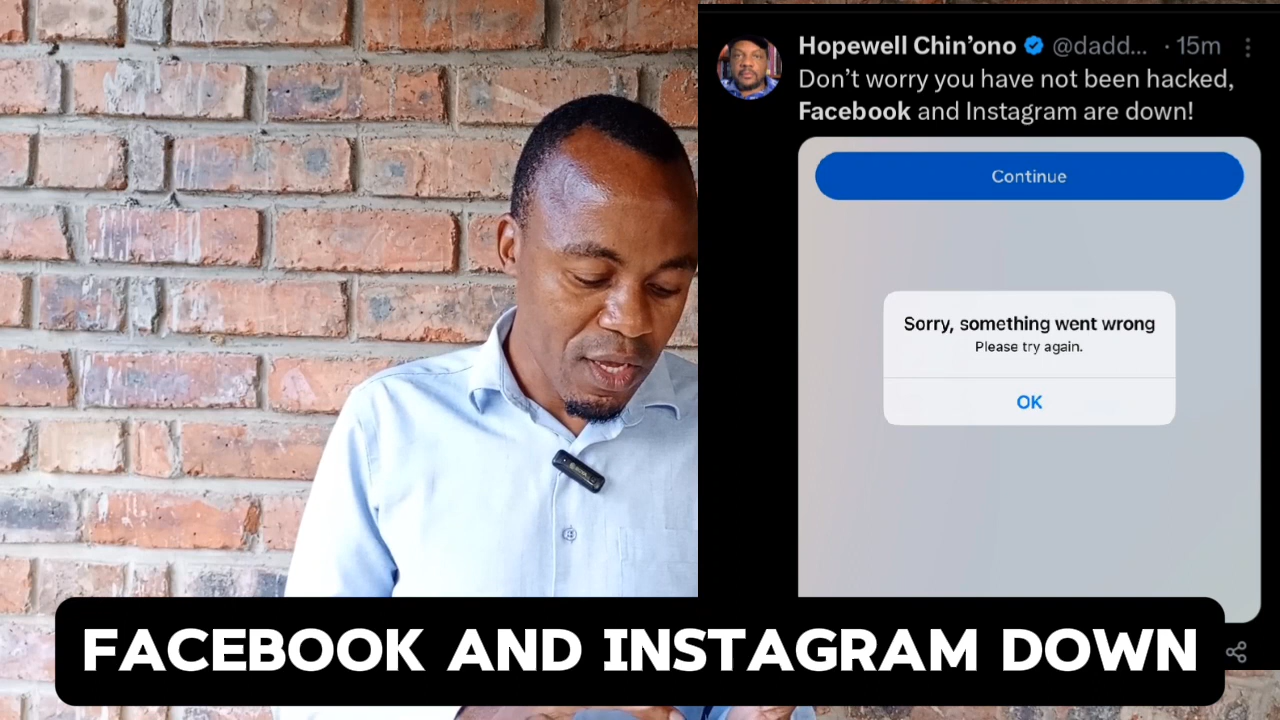 Hopewell Chin’ono @dadd... · 15m
Don’t worry you have not been hacked,
Facebook and Instagram are down!
Continue
Sorry, something went wrong
Please try again.
OK
FACEBOOK AND INSTAGRAM DOWN